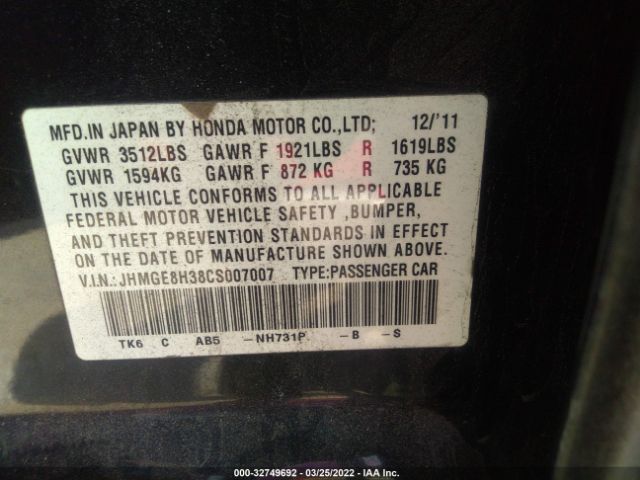 MFD.IN JAPAN BY HONDA MOTOR CO.,LTD; 12/'11
GVWR 3512LBS GAWR F 1921LBS R 1619LBS
GVWR 1594KG GAWR F 872 KG R 735 KG
THIS VEHICLE CONFORMS TO ALL APPLICABLE
FEDERAL MOTOR VEHICLE SAFETY ,BUMPER,
AND THEFT PREVENTION STANDARDS IN EFFECT
ON THE DATE OF MANUFACTURE SHOWN ABOVE.
V.I.N.: JHMGE8H38CS007007 TYPE:PASSENGER CAR
TK6 C AB5 -NH731P -B -S
000-32749692 - 03/25/2022 - IAA Inc.